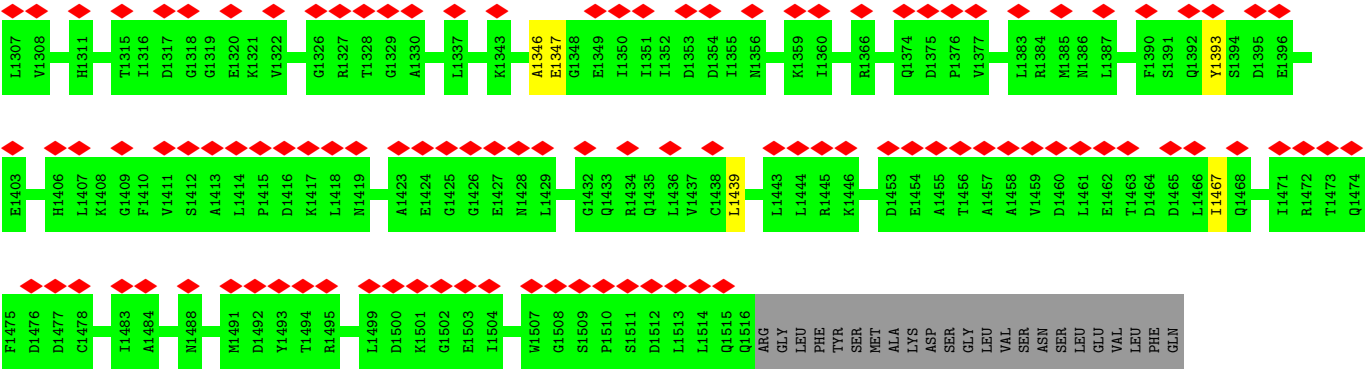 L1307 V1308 H1311 T1315 I1316 D1317 G1318 G1319 E1320 K1321 V1322 G1326 R1327 T1328 G1329 A1330 L1337 K1343 A1346 E1347 G1348 E1349 I1350 I1351 I1352 D1353 D1354 I1355 N1356 K1359 I1360 R1366 Q1374 D1375 P1376 V1377 L1383 R1384 M1385 N1386 L1387 F1390 S1391 Q1392 Y1393 S1394 D1395 E1396
E1403 H1406 L1407 K1408 G1409 F1410 V1411 S1412 A1413 L1414 P1415 D1416 K1417 L1418 N1419 A1423 E1424 G1425 G1426 E1427 N1428 L1429 G1432 Q1433 R1434 Q1435 L1436 V1437 C1438 L1439 L1443 L1444 R1445 K1446 D1453 E1454 A1455 T1456 A1457 A1458 V1459 D1460 L1461 E1462 T1463 D1464 D1465 L1466 I1467 Q1468 I1471 R1472 T1473 Q1474
F1475 D1476 D1477 C1478 I1483 A1484 N1488 M1491 D1492 Y1493 T1494 R1495 L1499 D1500 K1501 G1502 E1503 I1504 W1507 G1508 S1509 P1510 S1511 D1512 L1513 L1514 Q1515 Q1516 ARG GLY LEU PHE TYR SER MET ALA LYS ASP SER GLY LEU VAL SER ASN SER LEU GLU VAL LEU PHE GLN